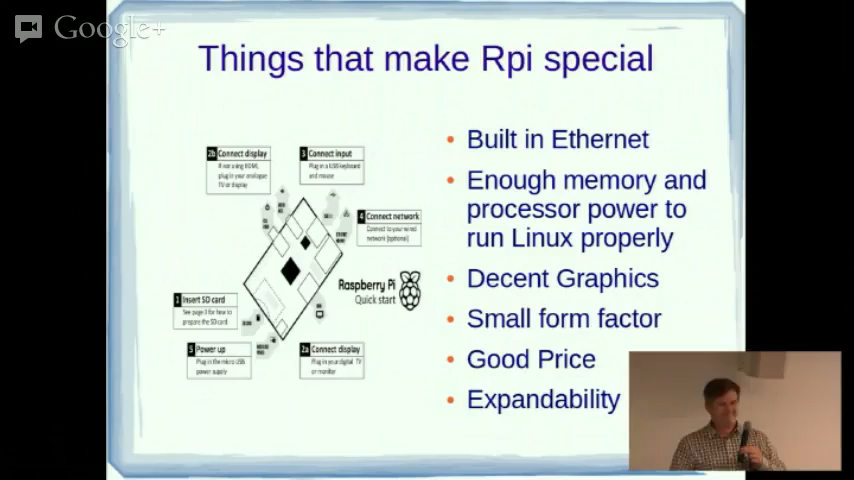 Google+
Things that make Rpi special
2b Connect display
If not using HDMI,
plug in your analogue
TV or display
3 Connect input
Plug in a USB keyboard
and mouse
4 Connect network
Connect to your wired
network [optional]
Raspberry Pi
Quick start
1 Insert SD card
See page 3 for how to
prepare the SD card
5 Power up
Plug in the micro USB
power supply
2a Connect display
Plug in your digital TV
or monitor
Built in Ethernet
Enough memory and
processor power to
run Linux properly
Decent Graphics
Small form factor
Good Price
Expandability